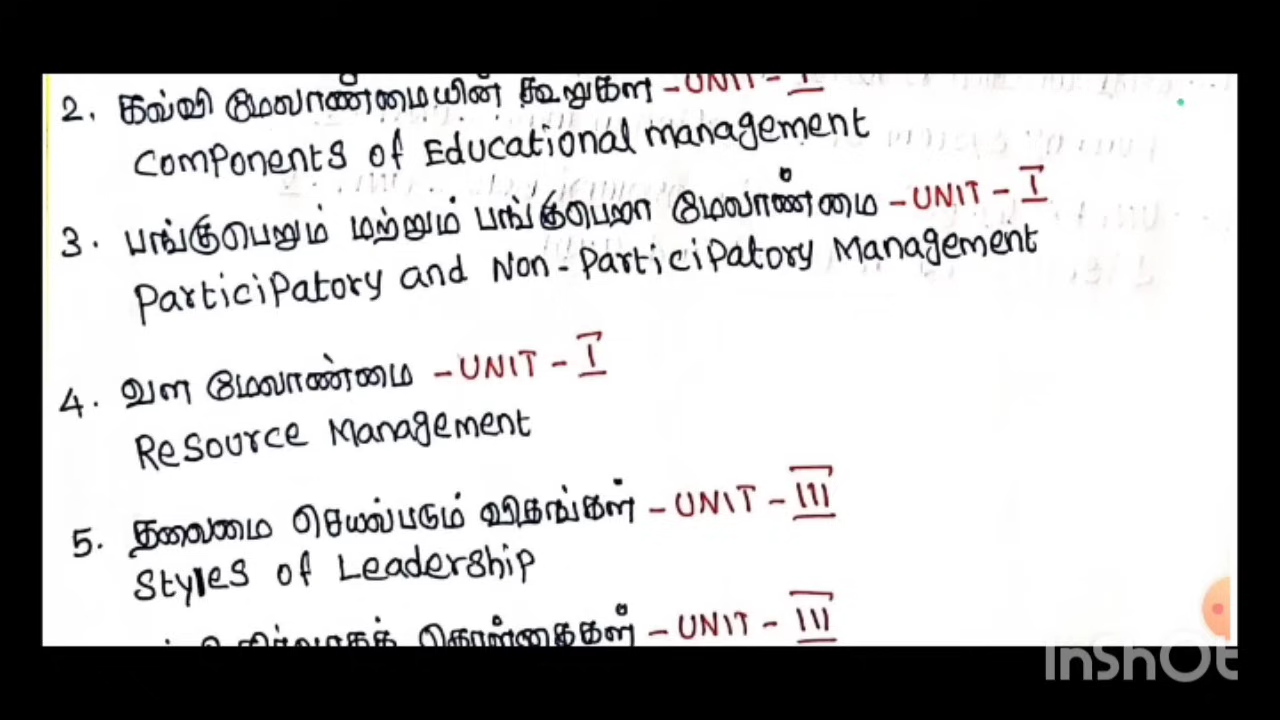 2. கல்வி மேலாண்மையின் கூறுகள் - UNIT - I
Components of Educational management
3. பங்குபெறும் மற்றும் பங்குபெறா மேலாண்மை - UNIT - I
Participatory and Non-Participatory Management
4. வள மேலாண்மை - UNIT - I
Resource Management
5. தலைமை செயல்படும் விதங்கள் - UNIT - III
Styles of Leadership
கொள்கைகள் - UNIT - III
InShOt